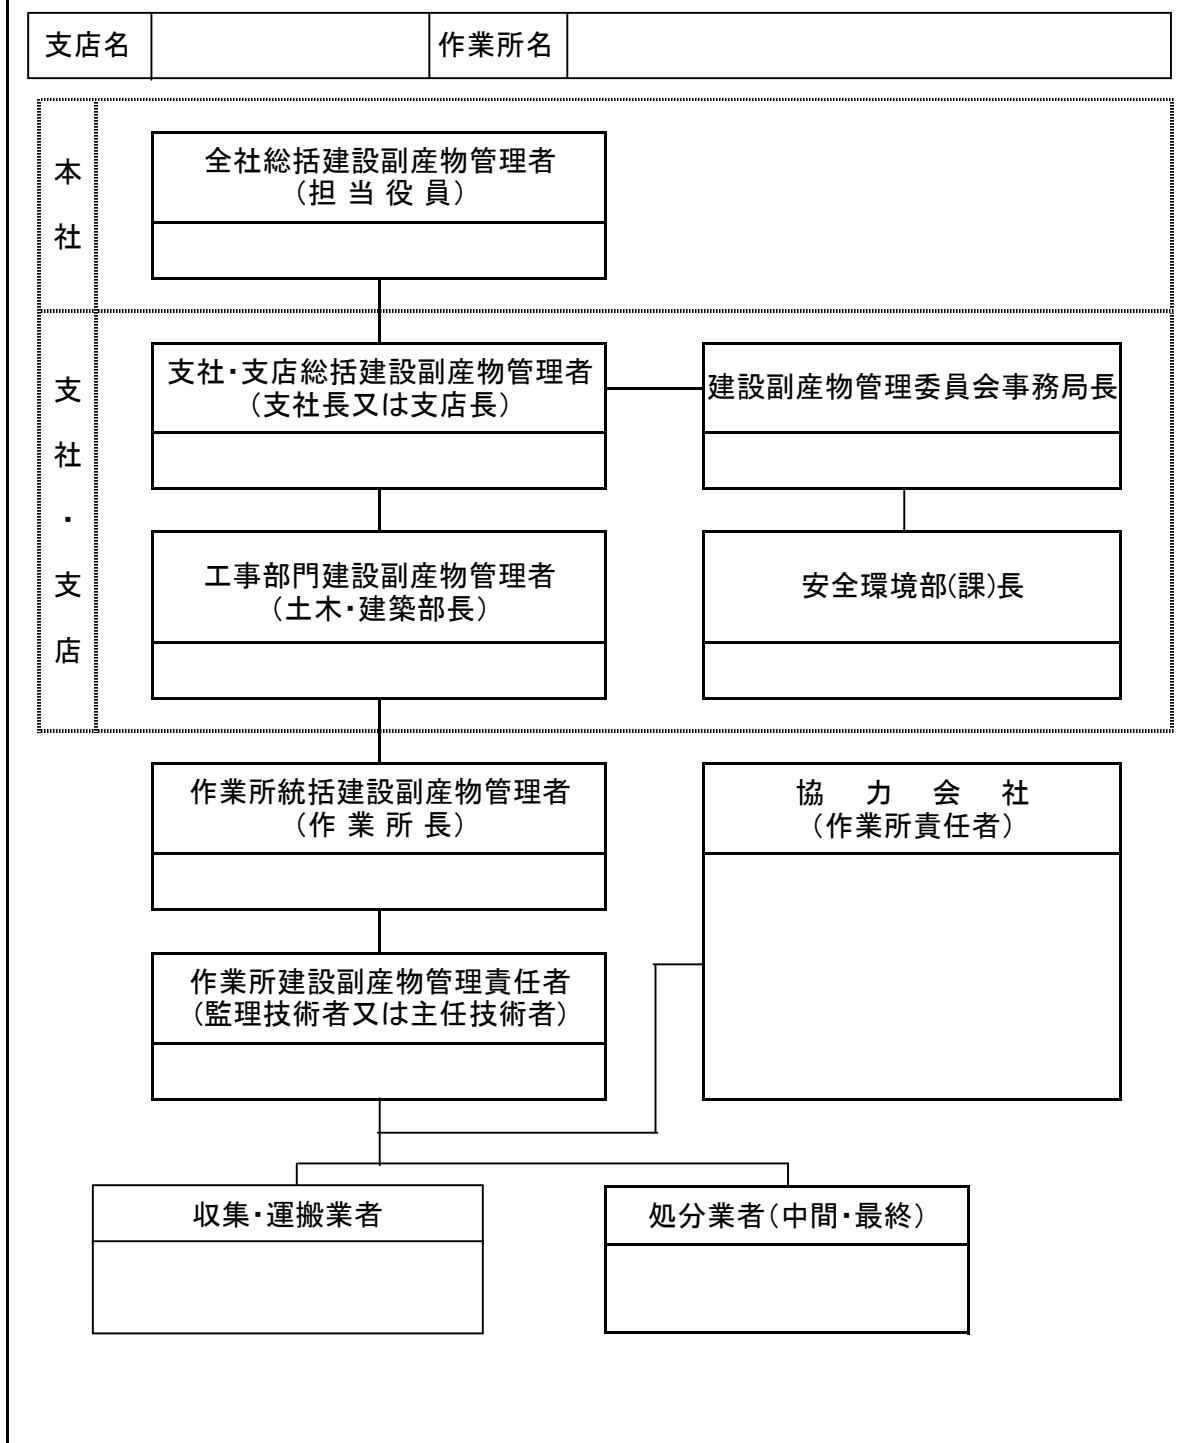 支店名
作業所名
本社
全社総括建設副産物管理者
(担 当 役 員)
支社・支店
支社・支店総括建設副産物管理者
(支社長又は支店長)
建設副産物管理委員会事務局長
工事部門建設副産物管理者
(土木・建築部長)
安全環境部(課)長
作業所統括建設副産物管理者
(作 業 所 長)
協 力 会 社
(作業所責任者)
作業所建設副産物管理責任者
(監理技術者又は主任技術者)
収集・運搬業者
処分業者(中間・最終)